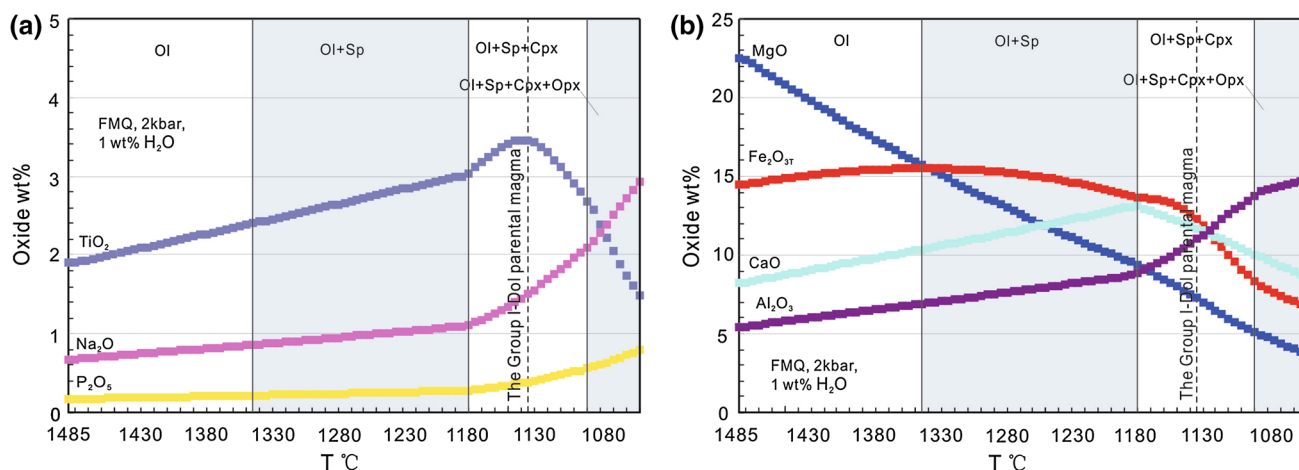 (a)
5
4
3
2
1
0
Oxide wt%
Ol
Ol+Sp
Ol+Sp+Cpx
Ol+Sp+Cpx+Opx
FMQ, 2kbar,
1 wt% H₂O
TiO₂
Na₂O
P₂O₅
The Group I-Dol parental magma
1485 1430 1380 1330 1280 1230 1180 1130 1080
T ℃
(b)
25
20
15
10
5
0
Oxide wt%
Ol
Ol+Sp
Ol+Sp+Cpx
Ol+Sp+Cpx+Opx
MgO
Fe₂O₃T
CaO
Al₂O₃
FMQ, 2kbar,
1 wt% H₂O
The Group I-Dol parental magma
1485 1430 1380 1330 1280 1230 1180 1130 1080
T ℃